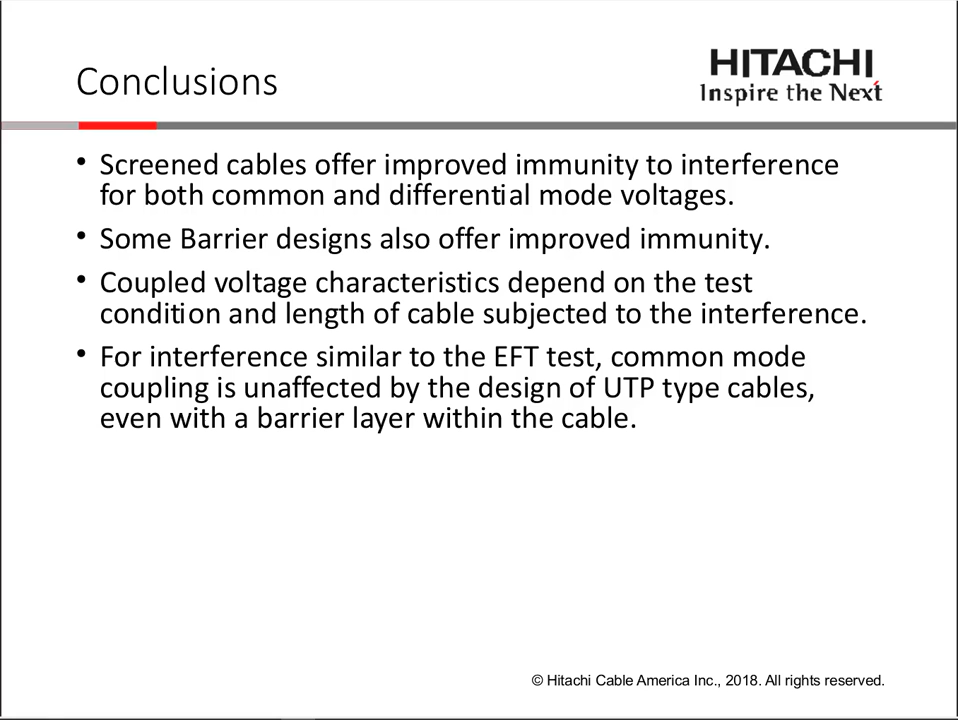 Conclusions
HITACHI
Inspire the Next
• Screened cables offer improved immunity to interference
for both common and differential mode voltages.
• Some Barrier designs also offer improved immunity.
• Coupled voltage characteristics depend on the test
condition and length of cable subjected to the interference.
• For interference similar to the EFT test, common mode
coupling is unaffected by the design of UTP type cables,
even with a barrier layer within the cable.
© Hitachi Cable America Inc., 2018. All rights reserved.